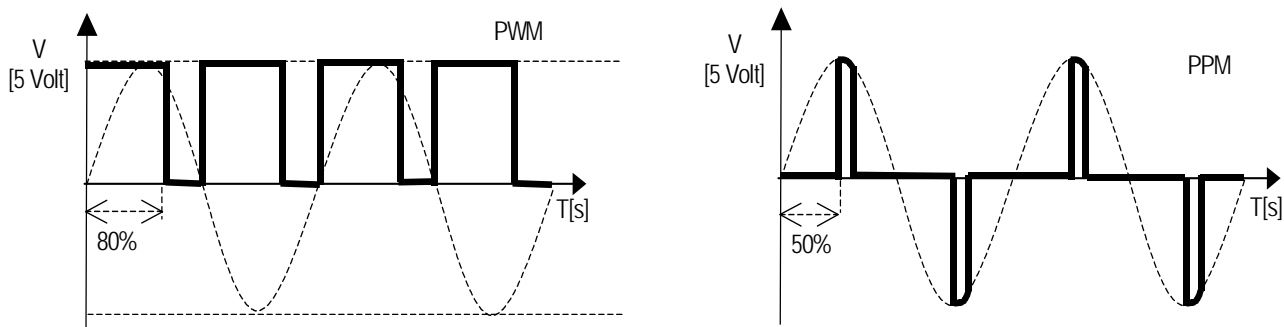 V
[5 Volt]
PWM
T[s]
80%
V
[5 Volt]
PPM
T[s]
50%